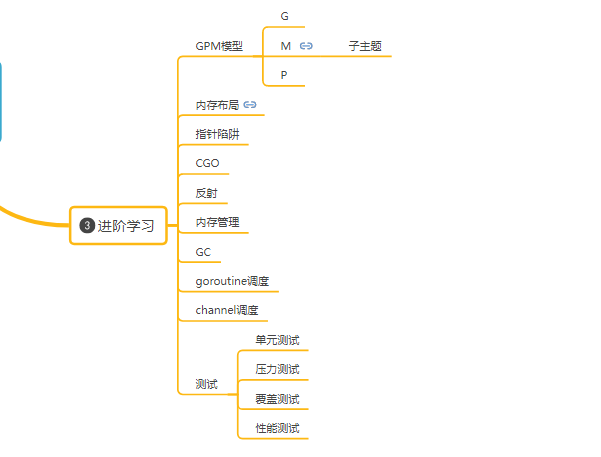 3 进阶学习
GPM模型
G
M
子主题
P
内存布局
指针陷阱
CGO
反射
内存管理
GC
goroutine调度
channel调度
测试
单元测试
压力测试
覆盖测试
性能测试